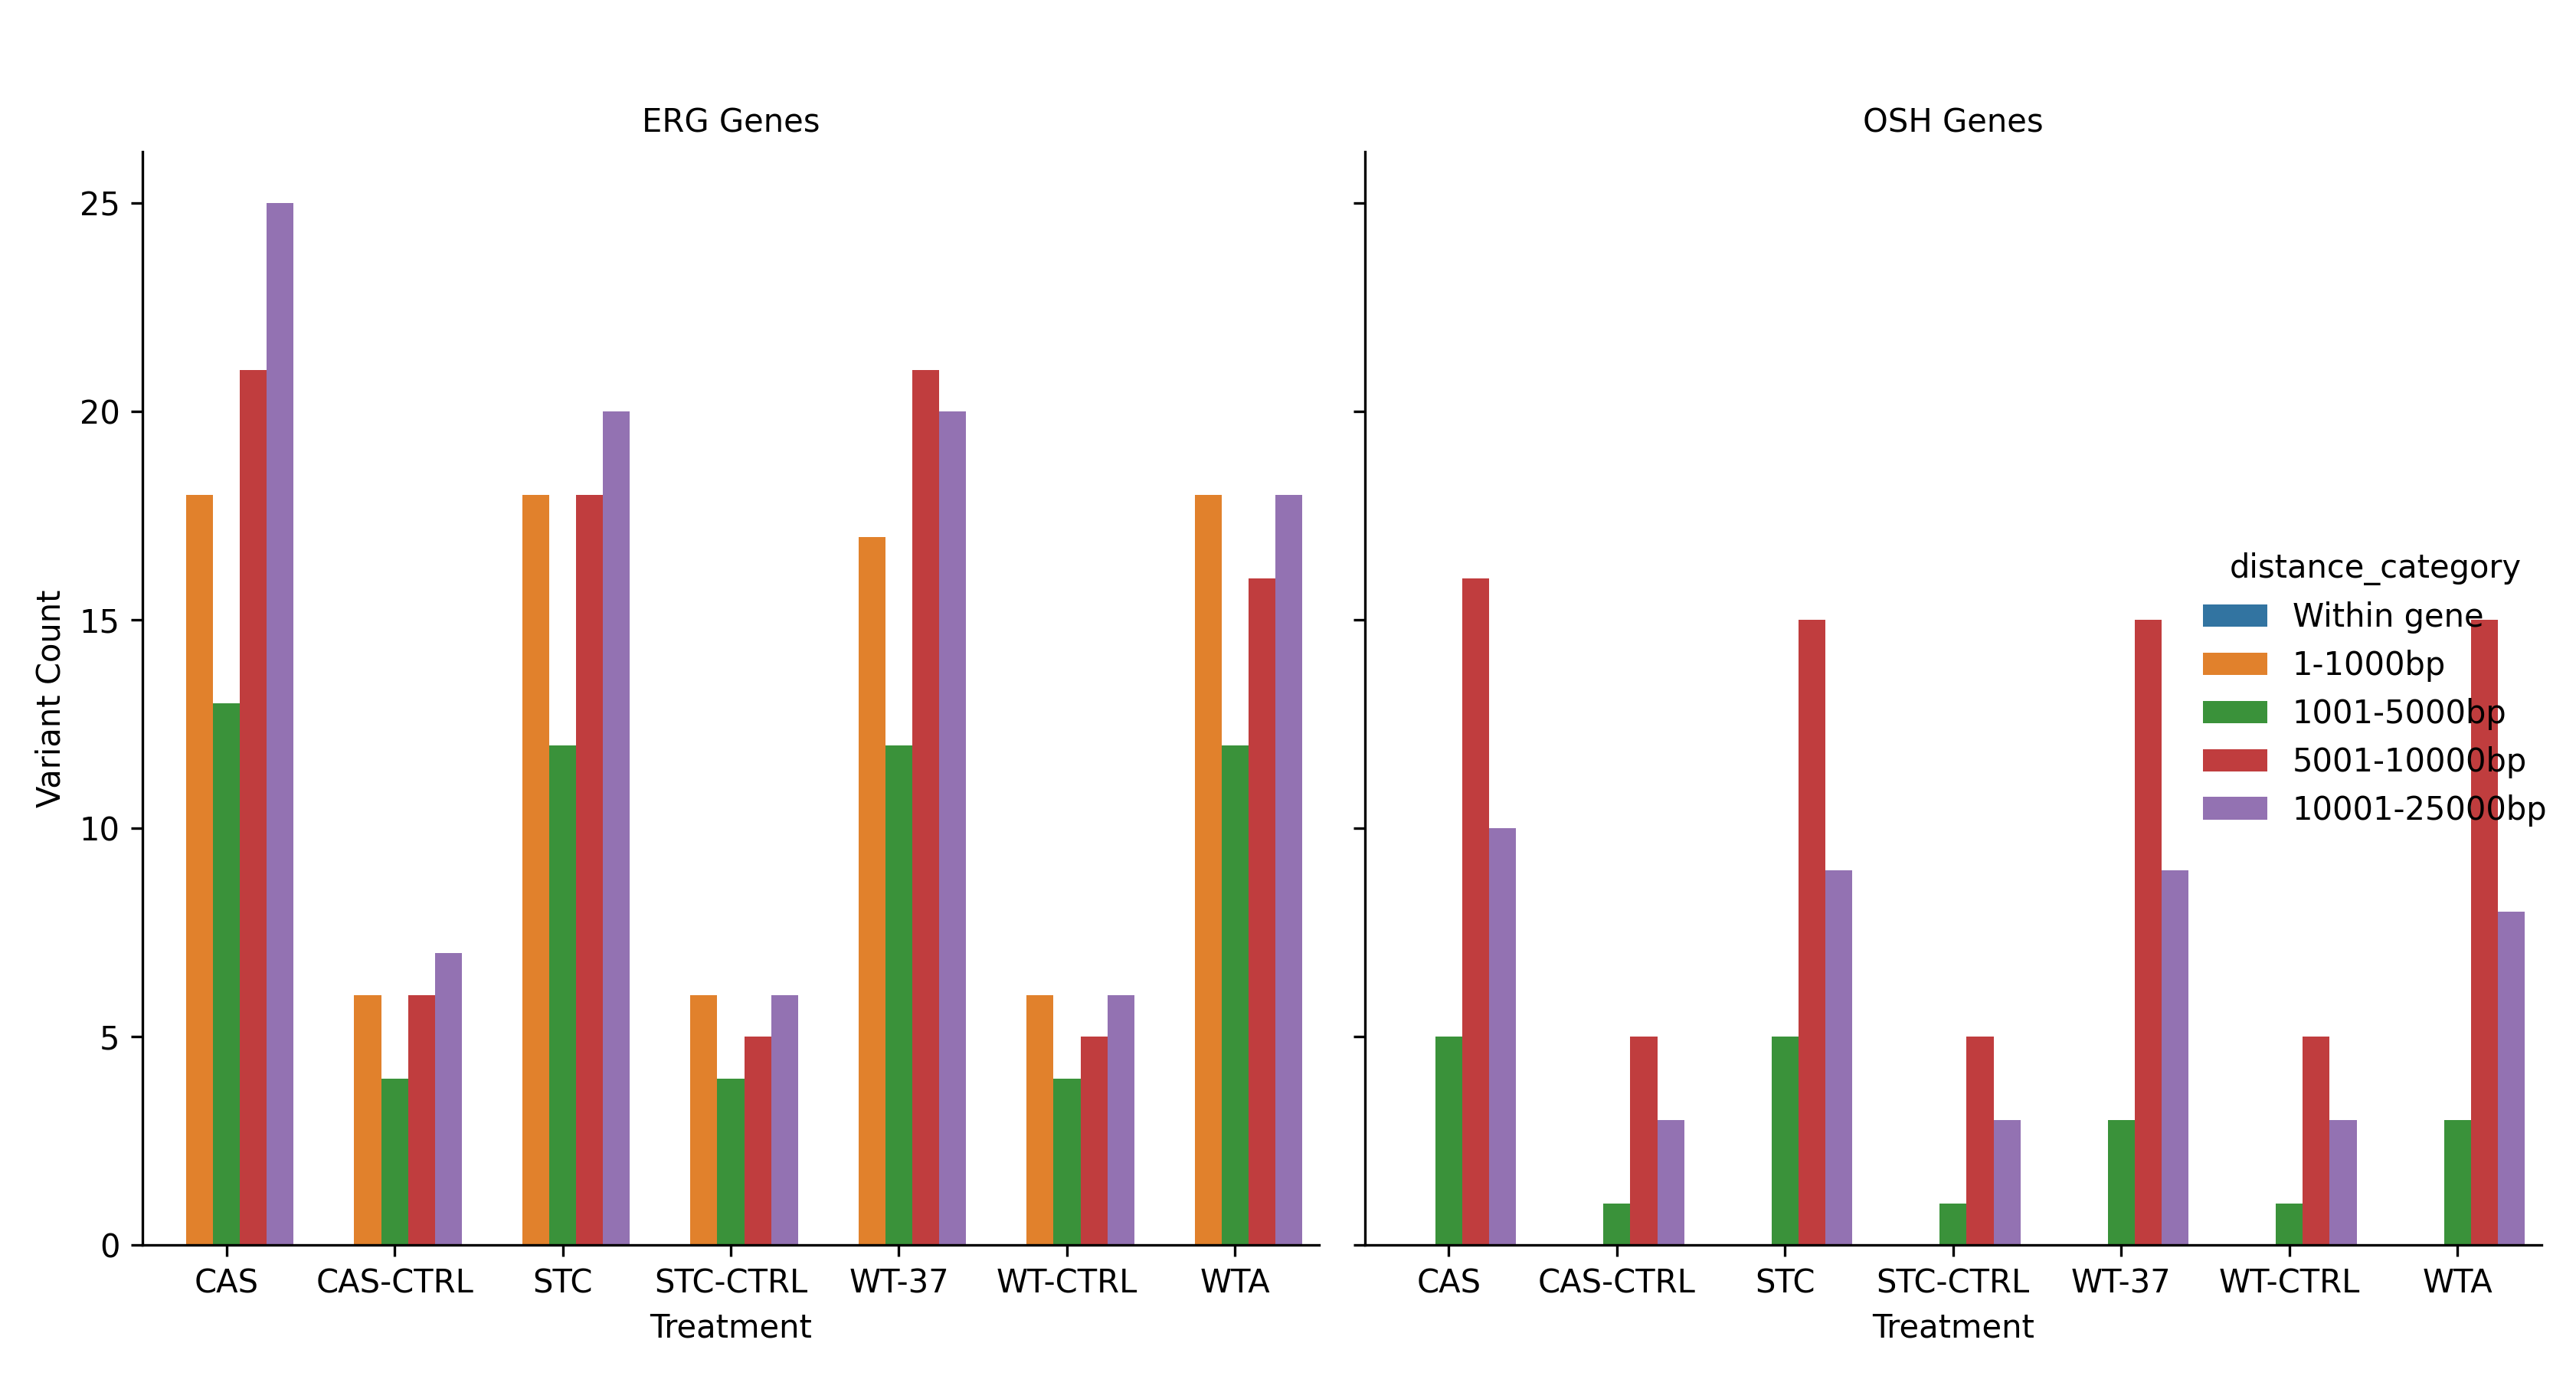 ERG Genes
OSH Genes
Variant Count
25
20
15
10
5
0
CAS CAS-CTRL STC STC-CTRL WT-37 WT-CTRL WTA
Treatment
CAS CAS-CTRL STC STC-CTRL WT-37 WT-CTRL WTA
Treatment
distance_category
Within gene
1-1000bp
1001-5000bp
5001-10000bp
10001-25000bp